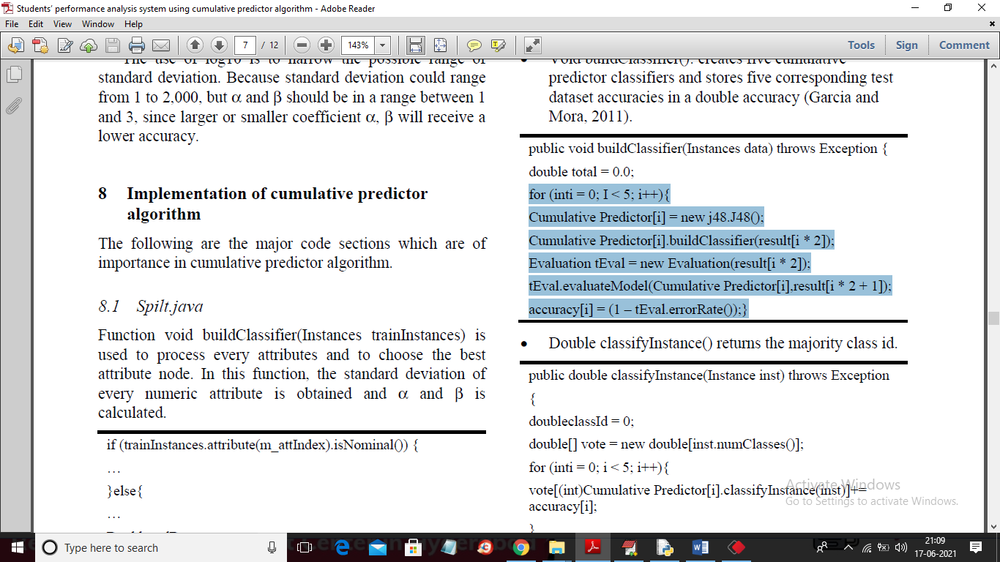 Students' performance analysis system using cumulative predictor algorithm - Adobe Reader
File Edit View Window Help
7 / 12 143% Tools Sign Comment
The use of log10 is to narrow the possible range of
standard deviation. Because standard deviation could range
from 1 to 2,000, but α and β should be in a range between 1
and 3, since larger or smaller coefficient α, β will receive a
lower accuracy.
8 Implementation of cumulative predictor
algorithm
The following are the major code sections which are of
importance in cumulative predictor algorithm.
8.1 Spilt.java
Function void buildClassifier(Instances trainInstances) is
used to process every attributes and to choose the best
attribute node. In this function, the standard deviation of
every numeric attribute is obtained and α and β is
calculated.
if (trainInstances.attribute(m_attIndex).isNominal()) {
…
}else{
…
• Void buildClassifier(): creates five cumulative
predictor classifiers and stores five corresponding test
dataset accuracies in a double accuracy (Garcia and
Mora, 2011).
public void buildClassifier(Instances data) throws Exception {
double total = 0.0;
for (inti = 0; I < 5; i++){
Cumulative Predictor[i] = new j48.J48();
Cumulative Predictor[i].buildClassifier(result[i * 2]);
Evaluation tEval = new Evaluation(result[i * 2]);
tEval.evaluateModel(Cumulative Predictor[i],result[i * 2 + 1]);
accuracy[i] = (1 – tEval.errorRate());}
• Double classifyInstance() returns the majority class id.
public double classifyInstance(Instance inst) throws Exception
{
doubleclassId = 0;
double[] vote = new double[inst.numClasses()];
for (inti = 0; i < 5; i++){
vote[(int)Cumulative Predictor[i].classifyInstance(inst)]+=
accuracy[i];
}
Activate Windows
Go to Settings to activate Windows.
Type here to search
21:09
17-06-2021